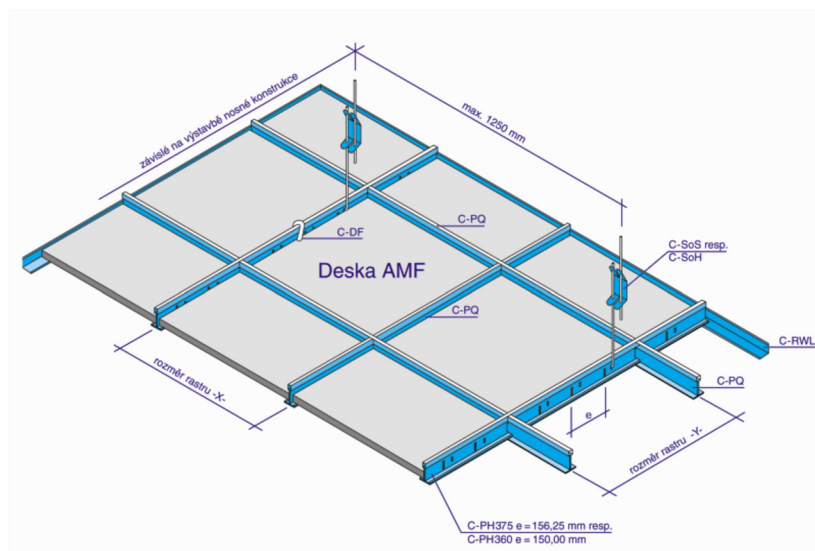 závislé na výstavbě nosné konstrukce
max. 1250 mm
C-PQ
C-DF
C-SoS resp.
C-SoH
Deska AMF
C-PQ
C-RWL
C-PQ
rozměr rastru -X-
e
rozměr rastru -Y-
C-PH375 e = 156,25 mm resp.
C-PH360 e = 150,00 mm